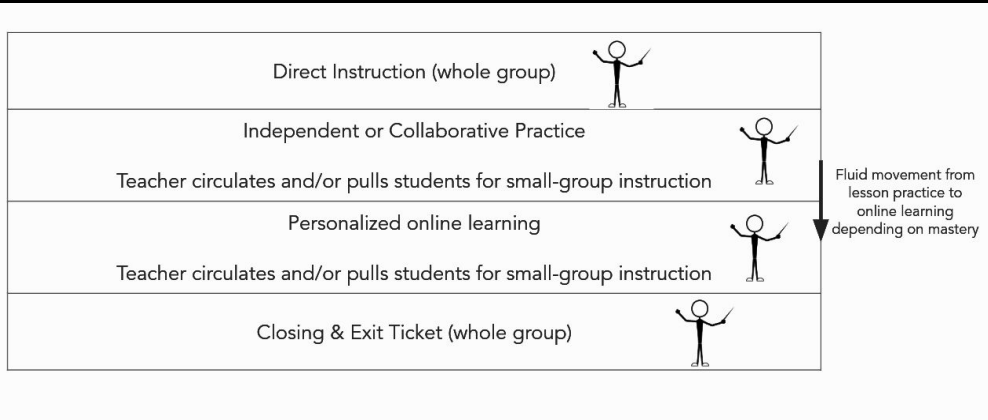 Direct Instruction (whole group)
Independent or Collaborative Practice
Teacher circulates and/or pulls students for small-group instruction
Fluid movement from
lesson practice to
online learning
depending on mastery
Personalized online learning
Teacher circulates and/or pulls students for small-group instruction
Closing & Exit Ticket (whole group)